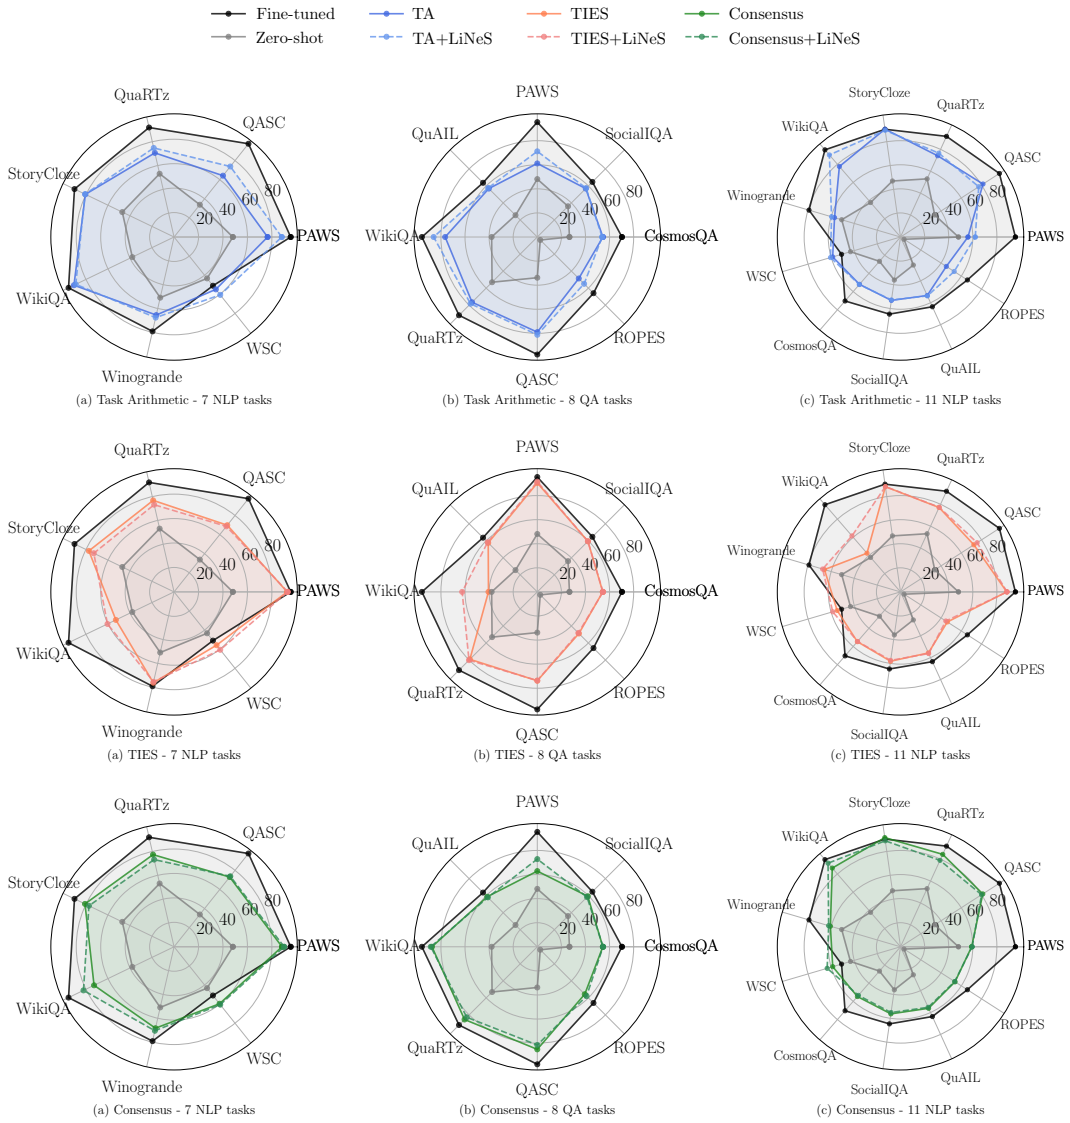 Fine-tuned TA TIES Consensus
Zero-shot TA+LiNeS TIES+LiNeS Consensus+LiNeS
QuaRTz
QASC
StoryCloze
80
60
40
20
PAWS
WikiQA
WSC
Winogrande
(a) Task Arithmetic - 7 NLP tasks
PAWS
QuAIL
SocialIQA
80
60
40
20
WikiQA
CosmosQA
QuaRTz
ROPES
QASC
(b) Task Arithmetic - 8 QA tasks
StoryCloze
QuaRTz
WikiQA
QASC
80
60
40
20
Winogrande
PAWS
WSC
ROPES
CosmosQA
QuAIL
SocialIQA
(c) Task Arithmetic - 11 NLP tasks
QuaRTz
QASC
StoryCloze
80
60
40
20
PAWS
WikiQA
WSC
Winogrande
(a) TIES - 7 NLP tasks
PAWS
QuAIL
SocialIQA
80
60
40
20
WikiQA
CosmosQA
QuaRTz
ROPES
QASC
(b) TIES - 8 QA tasks
StoryCloze
QuaRTz
WikiQA
QASC
80
60
40
20
Winogrande
PAWS
WSC
ROPES
CosmosQA
QuAIL
SocialIQA
(c) TIES - 11 NLP tasks
QuaRTz
QASC
StoryCloze
80
60
40
20
PAWS
WikiQA
WSC
Winogrande
(a) Consensus - 7 NLP tasks
PAWS
QuAIL
SocialIQA
80
60
40
20
WikiQA
CosmosQA
QuaRTz
ROPES
QASC
(b) Consensus - 8 QA tasks
StoryCloze
QuaRTz
WikiQA
QASC
80
60
40
20
Winogrande
PAWS
WSC
ROPES
CosmosQA
QuAIL
SocialIQA
(c) Consensus - 11 NLP tasks